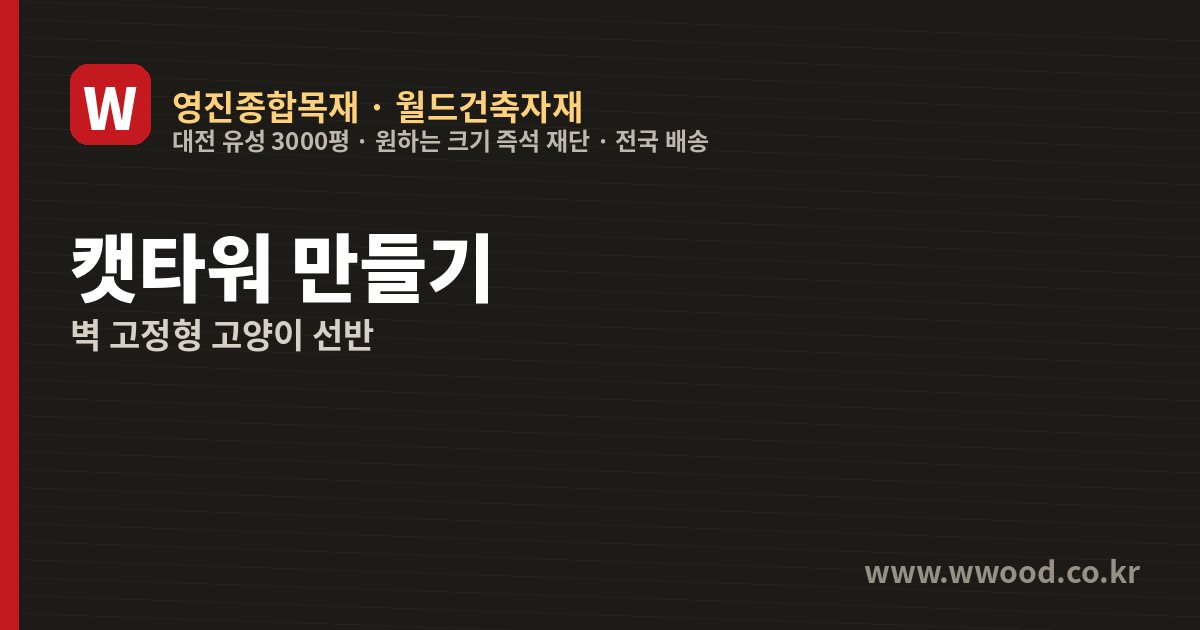 W
영진종합목재 · 월드건축자재
대전 유성 3000평 · 원하는 크기 즉석 재단 · 전국 배송
캣타워 만들기
벽 고정형 고양이 선반
www.wwood.co.kr